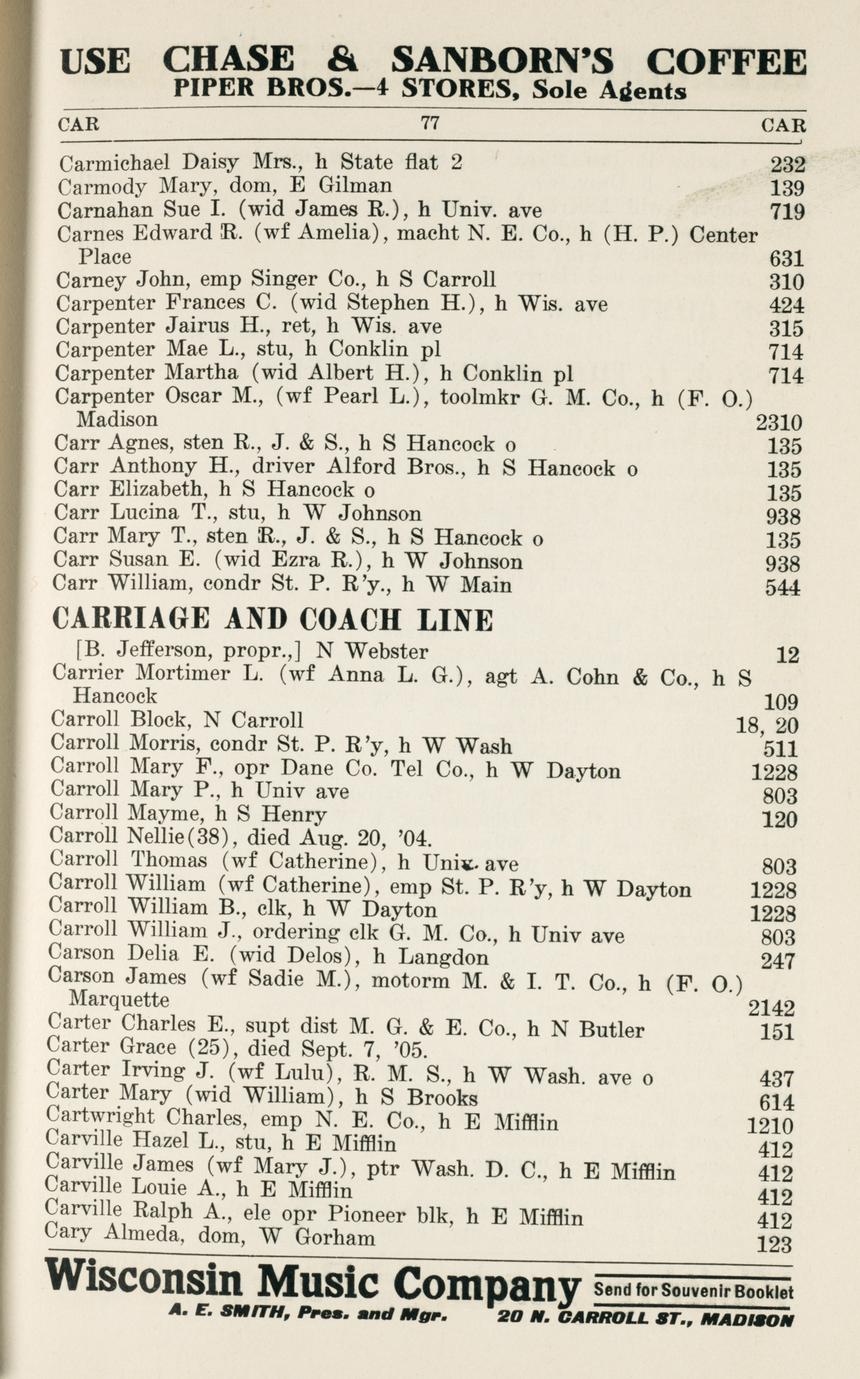 USE CHASE & SANBORN'S COFFEE
PIPER BROS.—4 STORES, Sole Agents
CAR 77 CAR
Carmichael Daisy Mrs., h State flat 2 232
Carmody Mary, dom, E Gilman 139
Carnahan Sue I. (wid James R.), h Univ. ave 719
Carnes Edward R. (wf Amelia), macht N. E. Co., h (H. P.) Center
Place 631
Carney John, emp Singer Co., h S Carroll 310
Carpenter Frances C. (wid Stephen H.), h Wis. ave 424
Carpenter Jairus H., ret, h Wis. ave 315
Carpenter Mae L., stu, h Conklin pl 714
Carpenter Martha (wid Albert H.), h Conklin pl 714
Carpenter Oscar M., (wf Pearl L.), toolmkr G. M. Co., h (F. O.)
Madison 2310
Carr Agnes, sten R., J. & S., h S Hancock o 135
Carr Anthony H., driver Alford Bros., h S Hancock o 135
Carr Elizabeth, h S Hancock o 135
Carr Lucina T., stu, h W Johnson 938
Carr Mary T., sten R., J. & S., h S Hancock o 135
Carr Susan E. (wid Ezra R.), h W Johnson 938
Carr William, condr St. P. R'y., h W Main 544
CARRIAGE AND COACH LINE
[B. Jefferson, propr.,] N Webster 12
Carrier Mortimer L. (wf Anna L. G.), agt A. Cohn & Co., h S
Hancock 109
Carroll Block, N Carroll 18, 20
Carroll Morris, condr St. P. R'y, h W Wash 511
Carroll Mary F., opr Dane Co. Tel Co., h W Dayton 1228
Carroll Mary P., h Univ ave 803
Carroll Mayme, h S Henry 120
Carroll Nellie(38), died Aug. 20, '04.
Carroll Thomas (wf Catherine), h Univ. ave 803
Carroll William (wf Catherine), emp St. P. R'y, h W Dayton 1228
Carroll William B., clk, h W Dayton 1228
Carroll William J., ordering clk G. M. Co., h Univ ave 803
Carson Delia E. (wid Delos), h Langdon 247
Carson James (wf Sadie M.), motorm M. & I. T. Co., h (F. O.)
Marquette 2142
Carter Charles E., supt dist M. G. & E. Co., h N Butler 151
Carter Grace (25), died Sept. 7, '05.
Carter Irving J. (wf Lulu), R. M. S., h W Wash. ave o 437
Carter Mary (wid William), h S Brooks 614
Cartwright Charles, emp N. E. Co., h E Mifflin 1210
Carville Hazel L., stu, h E Mifflin 412
Carville James (wf Mary J.), ptr Wash. D. C., h E Mifflin 412
Carville Louie A., h E Mifflin 412
Carville Ralph A., ele opr Pioneer blk, h E Mifflin 412
Cary Almeda, dom, W Gorham 123
Wisconsin Music Company Send for Souvenir Booklet
A. E. SMITH, Pres. and Mgr. 20 N. CARROLL ST., MADISON